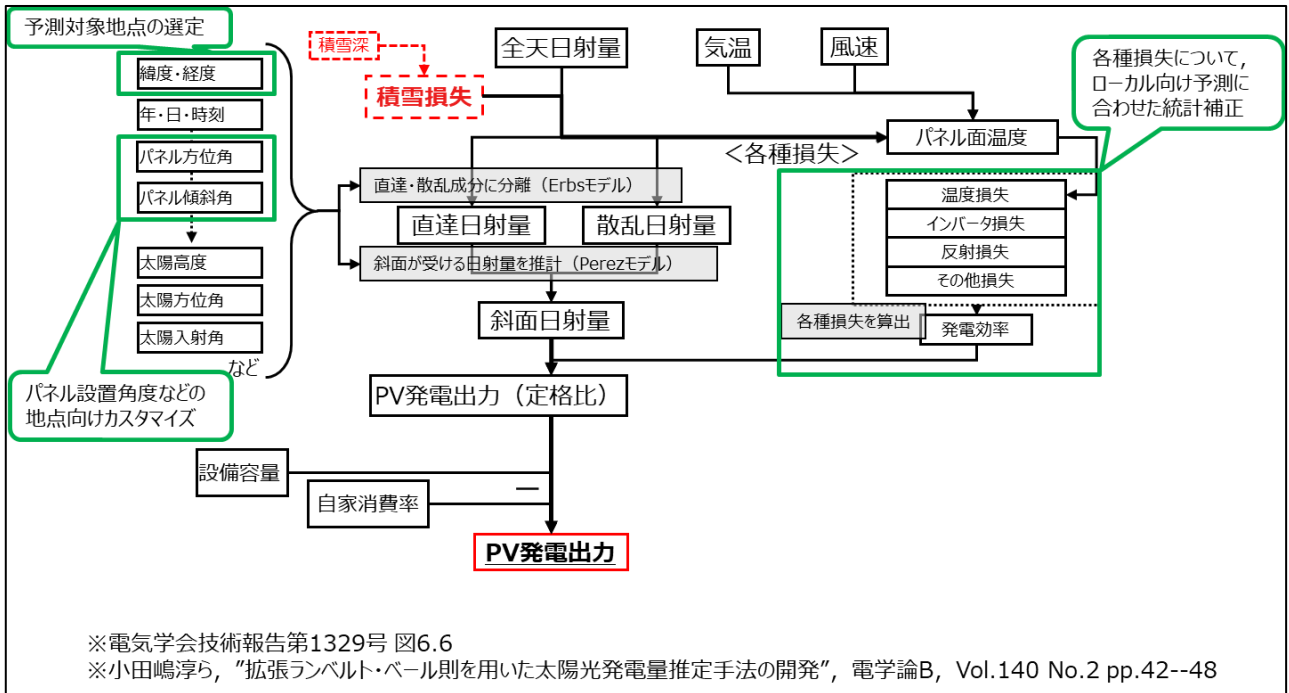 予測対象地点の選定
緯度・経度
年・日・時刻
パネル方位角
パネル傾斜角
太陽高度
太陽方位角
太陽入射角
など
パネル設置角度などの
地点向けカスタマイズ
積雪深
積雪損失
全天日射量
気温
風速
各種損失について,
ローカル向け予測に
合わせた統計補正
パネル面温度
<各種損失>
直達・散乱成分に分離（Erbsモデル）
直達日射量
散乱日射量
斜面が受ける日射量を推計（Perezモデル）
斜面日射量
温度損失
インバータ損失
反射損失
その他損失
各種損失を算出
発電効率
PV発電出力（定格比）
設備容量
自家消費率
―
PV発電出力
※電気学会技術報告第1329号 図6.6
※小田嶋淳ら, ”拡張ランベルト・ベール則を用いた太陽光発電量推定手法の開発”, 電学論B, Vol.140 No.2 pp.42--48